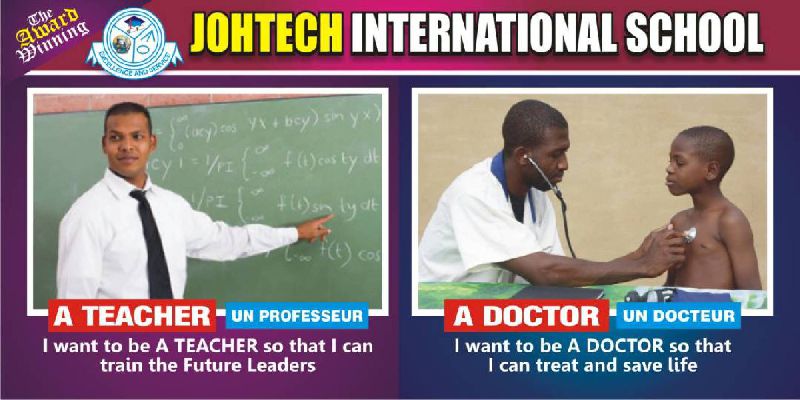 The
Award
Winning
EXCELLENCE AND SERVICE
JOHTECH INTERNATIONAL SCHOOL
A TEACHER
UN PROFESSEUR
I want to be A TEACHER so that I can
train the Future Leaders
A DOCTOR
UN DOCTEUR
I want to be A DOCTOR so that
I can treat and save life